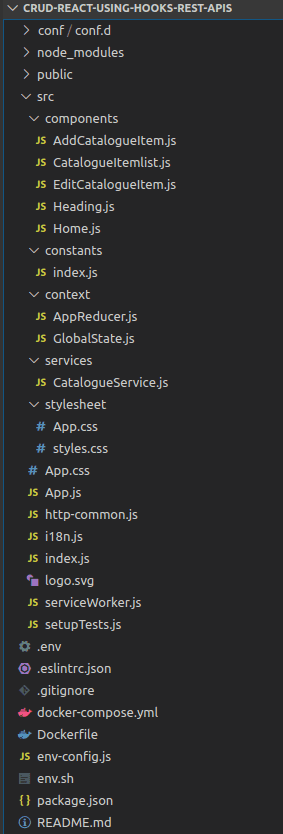 CRUD-REACT-USING-HOOKS-REST-APIS
conf / conf.d
node_modules
public
src
components
JS AddCatalogueItem.js
JS CatalogueItemlist.js
JS EditCatalogueItem.js
JS Heading.js
JS Home.js
constants
JS index.js
context
JS AppReducer.js
JS GlobalState.js
services
JS CatalogueService.js
stylesheet
# App.css
# styles.css
# App.css
JS App.js
JS http-common.js
JS i18n.js
JS index.js
logo.svg
JS serviceWorker.js
JS setupTests.js
.env
.eslintrc.json
.gitignore
docker-compose.yml
Dockerfile
JS env-config.js
env.sh
{ } package.json
README.md